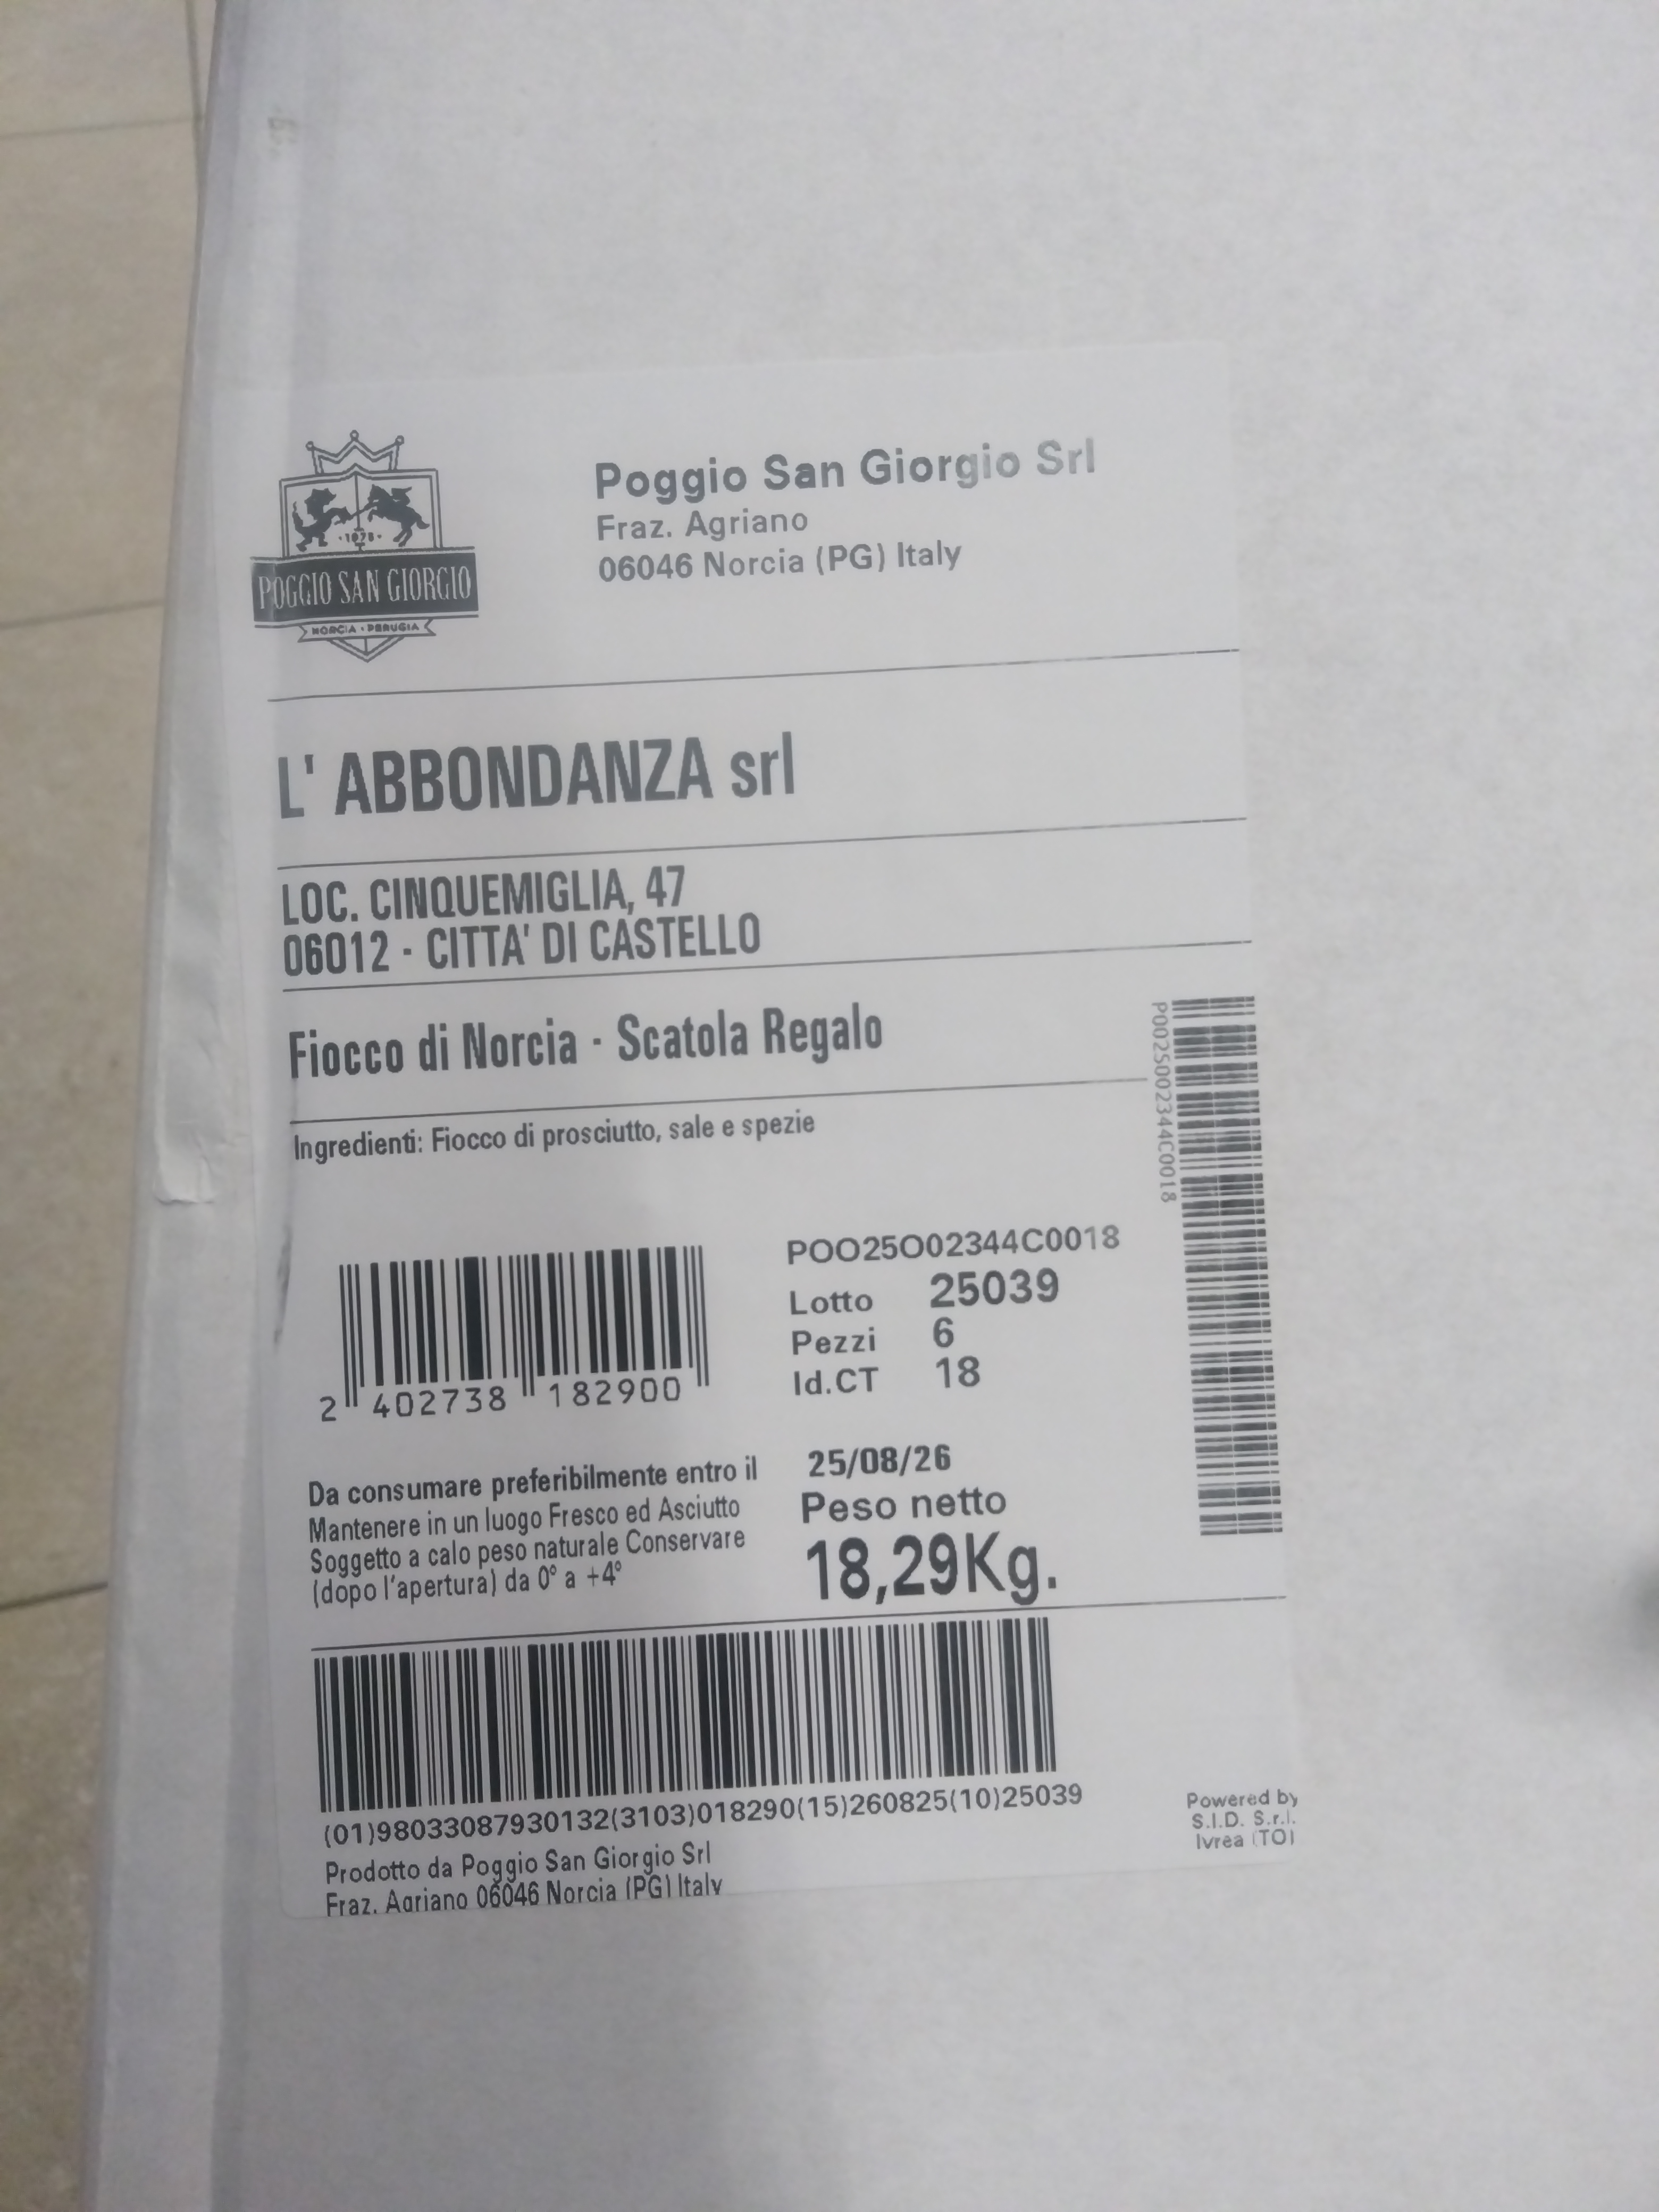 1875
POGGIO SAN GIORGIO
NORCIA - PERUGIA
Poggio San Giorgio Srl
Fraz. Agriano
06046 Norcia (PG) Italy
L' ABBONDANZA srl
LOC. CINQUEMIGLIA, 47
06012 - CITTA' DI CASTELLO
Fiocco di Norcia - Scatola Regalo
Ingredienti: Fiocco di prosciutto, sale e spezie
POO25O02344C0018
2 402738 182900
POO25O02344C0018
Lotto 25039
Pezzi 6
Id.CT 18
Da consumare preferibilmente entro il 25/08/26
Mantenere in un luogo Fresco ed Asciutto
Soggetto a calo peso naturale Conservare
(dopo l'apertura) da 0° a +4°
Peso netto
18,29Kg.
(01)98033087930132(3103)018290(15)260825(10)25039
Prodotto da Poggio San Giorgio Srl
Fraz. Agriano 06046 Norcia (PG) Italy
Powered by
S.I.D. S.r.l.
Ivrea (TO)